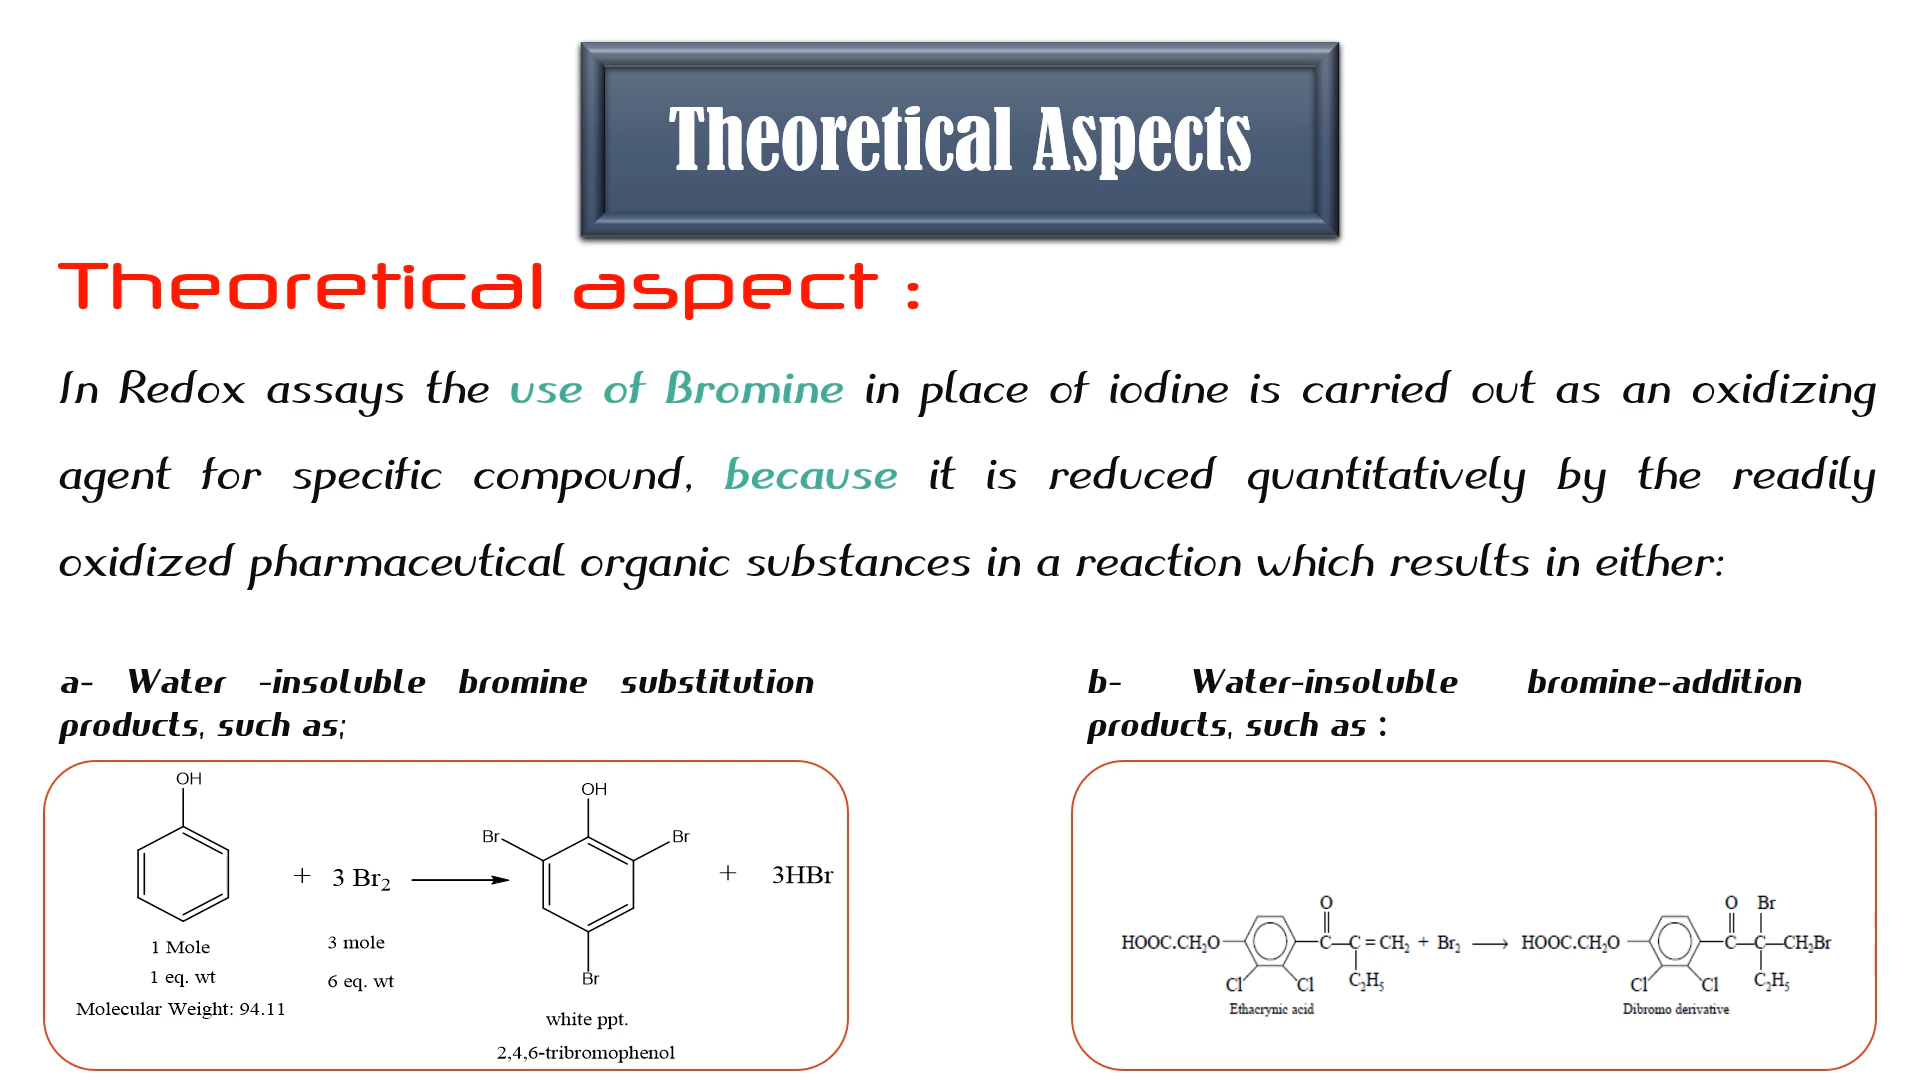 Theoretical Aspects
Theoretical aspect :
In Redox assays the use of Bromine in place of iodine is carried out as an oxidizing
agent for specific compound, because it is reduced quantitatively by the readily
oxidized pharmaceutical organic substances in a reaction which results in either:
a- Water -insoluble bromine substitution
products, such as;
b- Water-insoluble bromine-addition
products, such as :
OH
+ 3 Br₂
1 Mole
1 eq. wt
Molecular Weight: 94.11
3 mole
6 eq. wt
OH
Br
Br
Br
+ 3HBr
white ppt.
2,4,6-tribromophenol
O
HOOC.CH₂O
C
C = CH₂ + Br₂
Cl
Cl
C₂H₅
Ethacrynic acid
O
Br
HOOC.CH₂O
C
C
CH₂Br
Cl
Cl
C₂H₅
Dibromo derivative